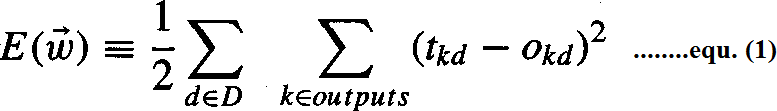 E(w⃗) ≡ 1/2 ∑_{d∈D} ∑_{k∈outputs} (t_{kd} − o_{kd})² ........equ. (1)